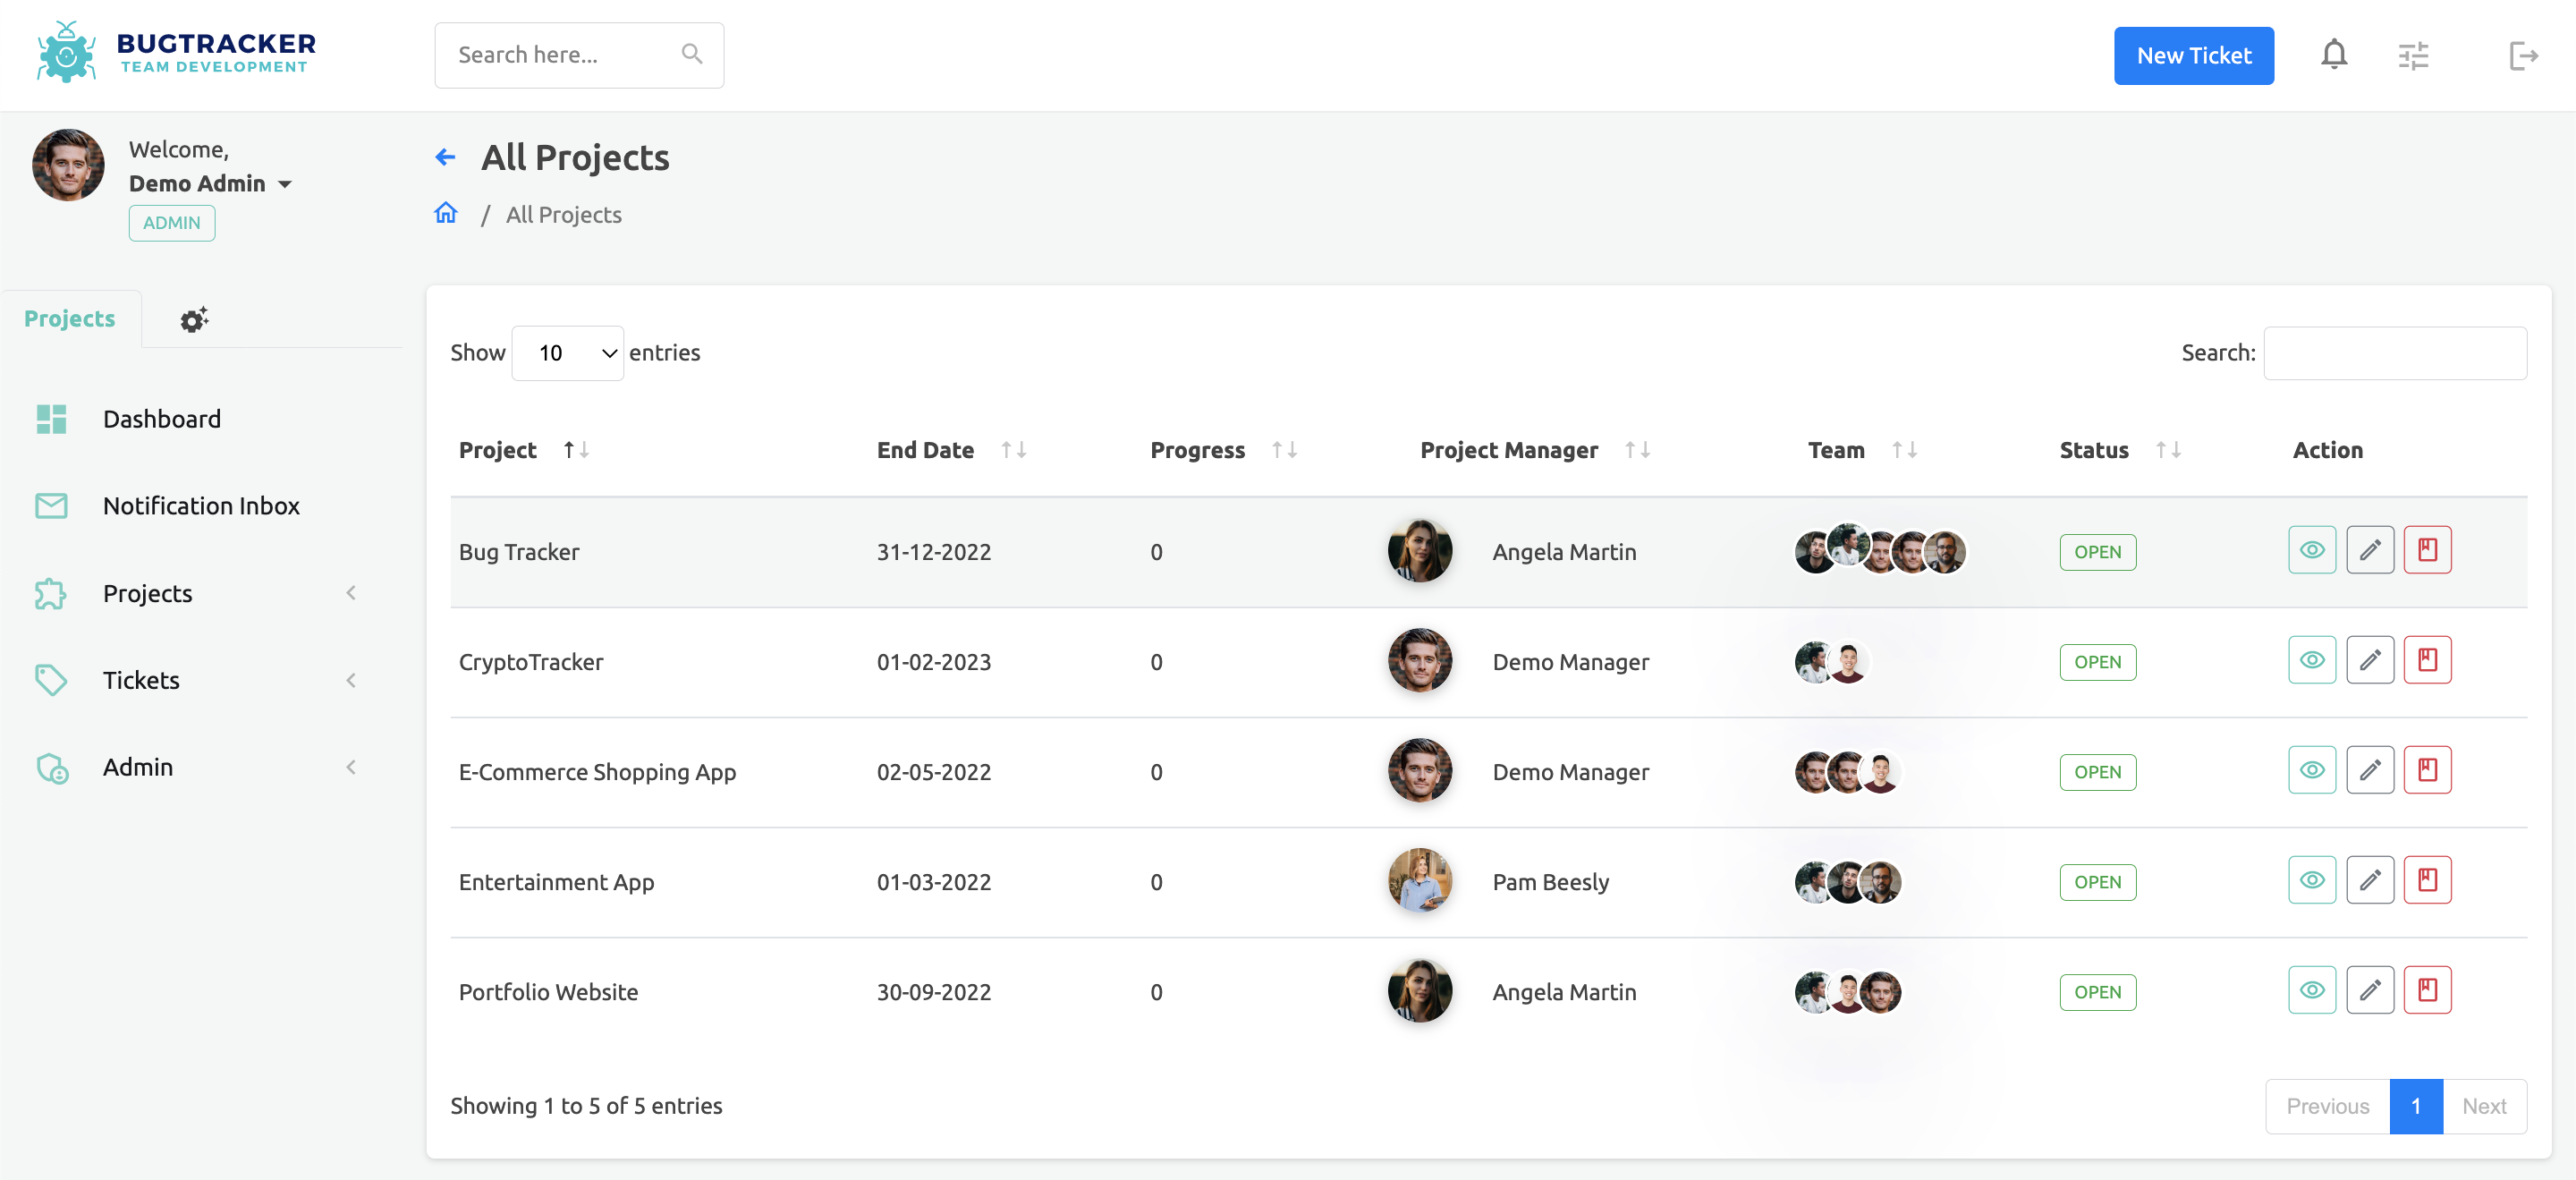 BUGTRACKER
TEAM DEVELOPMENT
Search here...
New Ticket
Welcome,
Demo Admin
ADMIN
All Projects
/ All Projects
Projects
Dashboard
Notification Inbox
Projects
Tickets
Admin
Show 10 entries
Search:
Project End Date Progress Project Manager Team Status Action
Bug Tracker 31-12-2022 0 Angela Martin OPEN
CryptoTracker 01-02-2023 0 Demo Manager OPEN
E-Commerce Shopping App 02-05-2022 0 Demo Manager OPEN
Entertainment App 01-03-2022 0 Pam Beesly OPEN
Portfolio Website 30-09-2022 0 Angela Martin OPEN
Showing 1 to 5 of 5 entries
Previous 1 Next